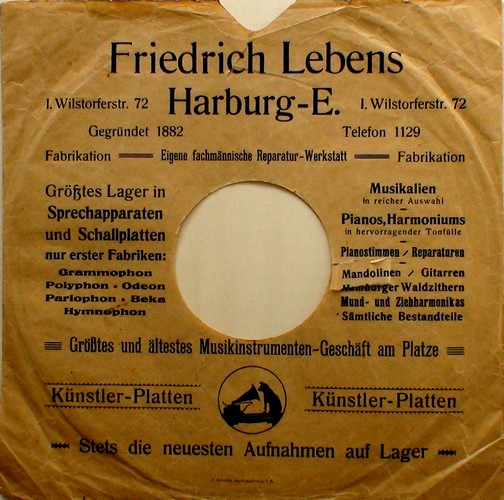 Friedrich Lebens
I. Wilstorferstr. 72 Harburg-E. I. Wilstorferstr. 72
Gegründet 1882 Telefon 1129
Fabrikation Eigene fachmännische Reparatur-Werkstatt Fabrikation
Größtes Lager in
Sprechapparaten
und Schallplatten
nur erster Fabriken:
Grammophon
Polyphon • Odeon
Parlophon • Beka
Hymnophon
Musikalien
in reicher Auswahl
Pianos, Harmoniums
in hervorragender Tonfülle
Pianostimmen / Reparaturen
Mandolinen / Gitarren
Hamburger Waldzithern
Mund- und Ziehharmonikas
Sämtliche Bestandteile
Größtes und ältestes Musikinstrumenten-Geschäft am Platze
Künstler-Platten Künstler-Platten
Stets die neuesten Aufnahmen auf Lager